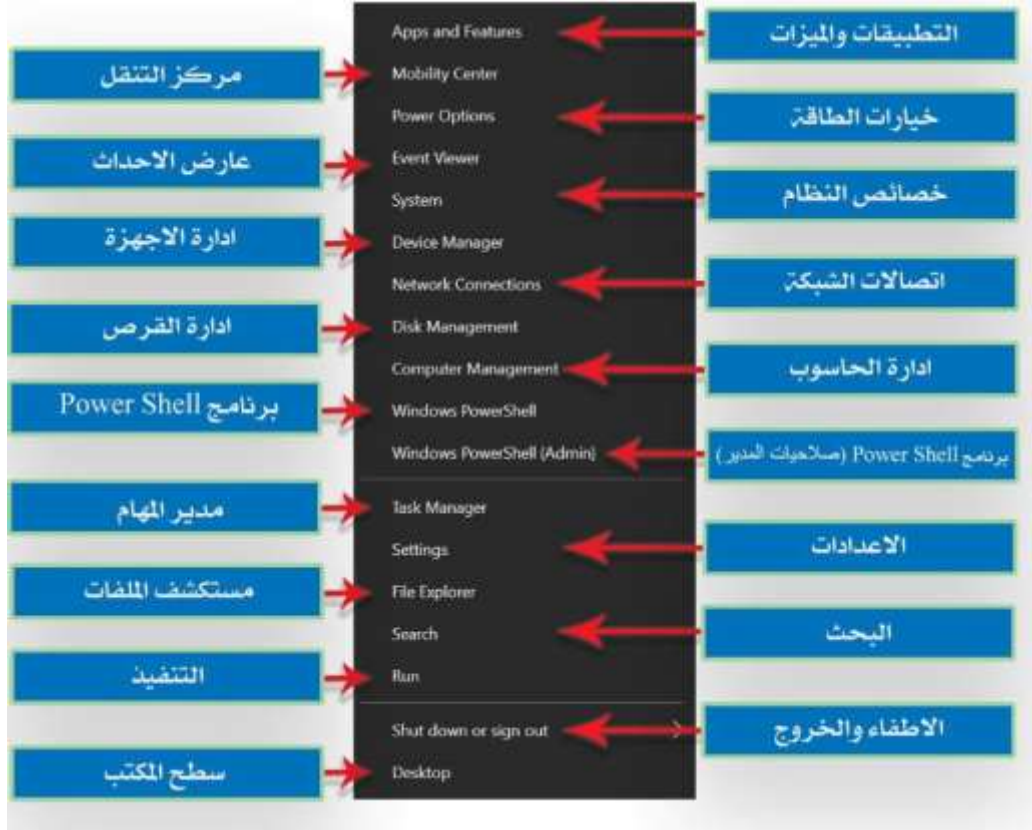 Apps and Features
التطبيقات والميزات
مركز التنقل
Mobility Center
Power Options
خيارات الطاقة
عارض الاحداث
Event Viewer
System
خصائص النظام
ادارة الاجهزة
Device Manager
Network Connections
اتصالات الشبكة
ادارة القرص
Disk Management
Computer Management
ادارة الحاسوب
برنامج Power Shell
Windows PowerShell
Windows PowerShell (Admin)
برنامج Power Shell (صلاحيات المدير)
مدير المهام
Task Manager
Settings
الاعدادات
مستكشف الملفات
File Explorer
Search
البحث
التنفيذ
Run
Shut down or sign out
الاطفاء والخروج
سطح المكتب
Desktop